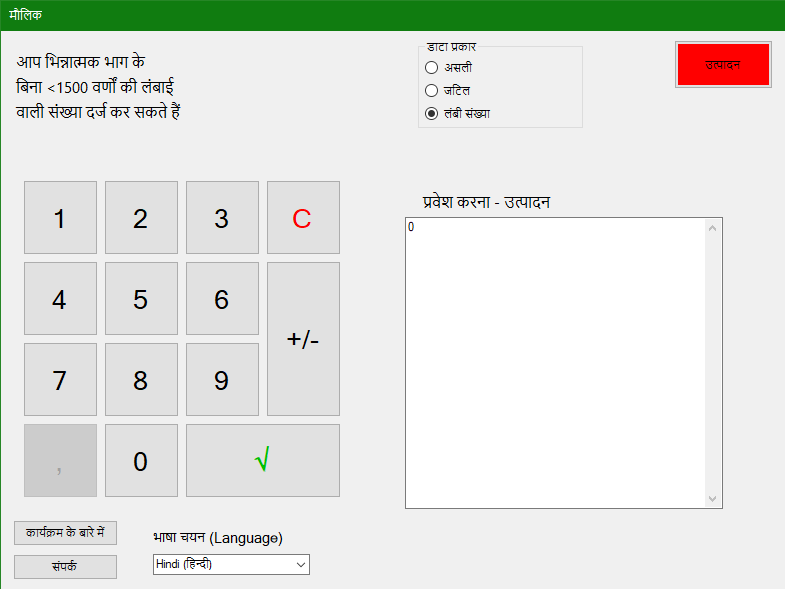 मौलिक
आप भिन्नात्मक भाग के
बिना <1500 वर्णों की लंबाई
वाली संख्या दर्ज कर सकते हैं
डाटा प्रकार
असली
जटिल
लंबी संख्या
उत्पादन
1 2 3 C
4 5 6
+/-
7 8 9
, 0 √
प्रवेश करना - उत्पादन
0
कार्यक्रम के बारे में
संपर्क
भाषा चयन (Language)
Hindi (हिन्दी)